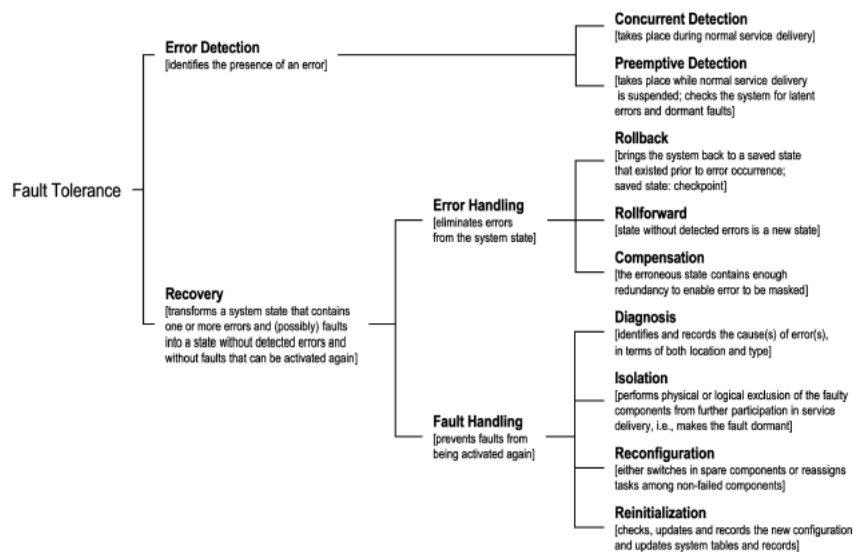 Fault Tolerance
Error Detection
[identifies the presence of an error]
Concurrent Detection
[takes place during normal service delivery]
Preemptive Detection
[takes place while normal service delivery
is suspended; checks the system for latent
errors and dormant faults]
Recovery
[transforms a system state that contains
one or more errors and (possibly) faults
into a state without detected errors and
without faults that can be activated again]
Error Handling
[eliminates errors
from the system state]
Rollback
[brings the system back to a saved state
that existed prior to error occurrence;
saved state: checkpoint]
Rollforward
[state without detected errors is a new state]
Compensation
[the erroneous state contains enough
redundancy to enable error to be masked]
Fault Handling
[prevents faults from
being activated again]
Diagnosis
[identifies and records the cause(s) of error(s),
in terms of both location and type]
Isolation
[performs physical or logical exclusion of the faulty
components from further participation in service
delivery, i.e., makes the fault dormant]
Reconfiguration
[either switches in spare components or reassigns
tasks among non-failed components]
Reinitialization
[checks, updates and records the new configuration
and updates system tables and records]